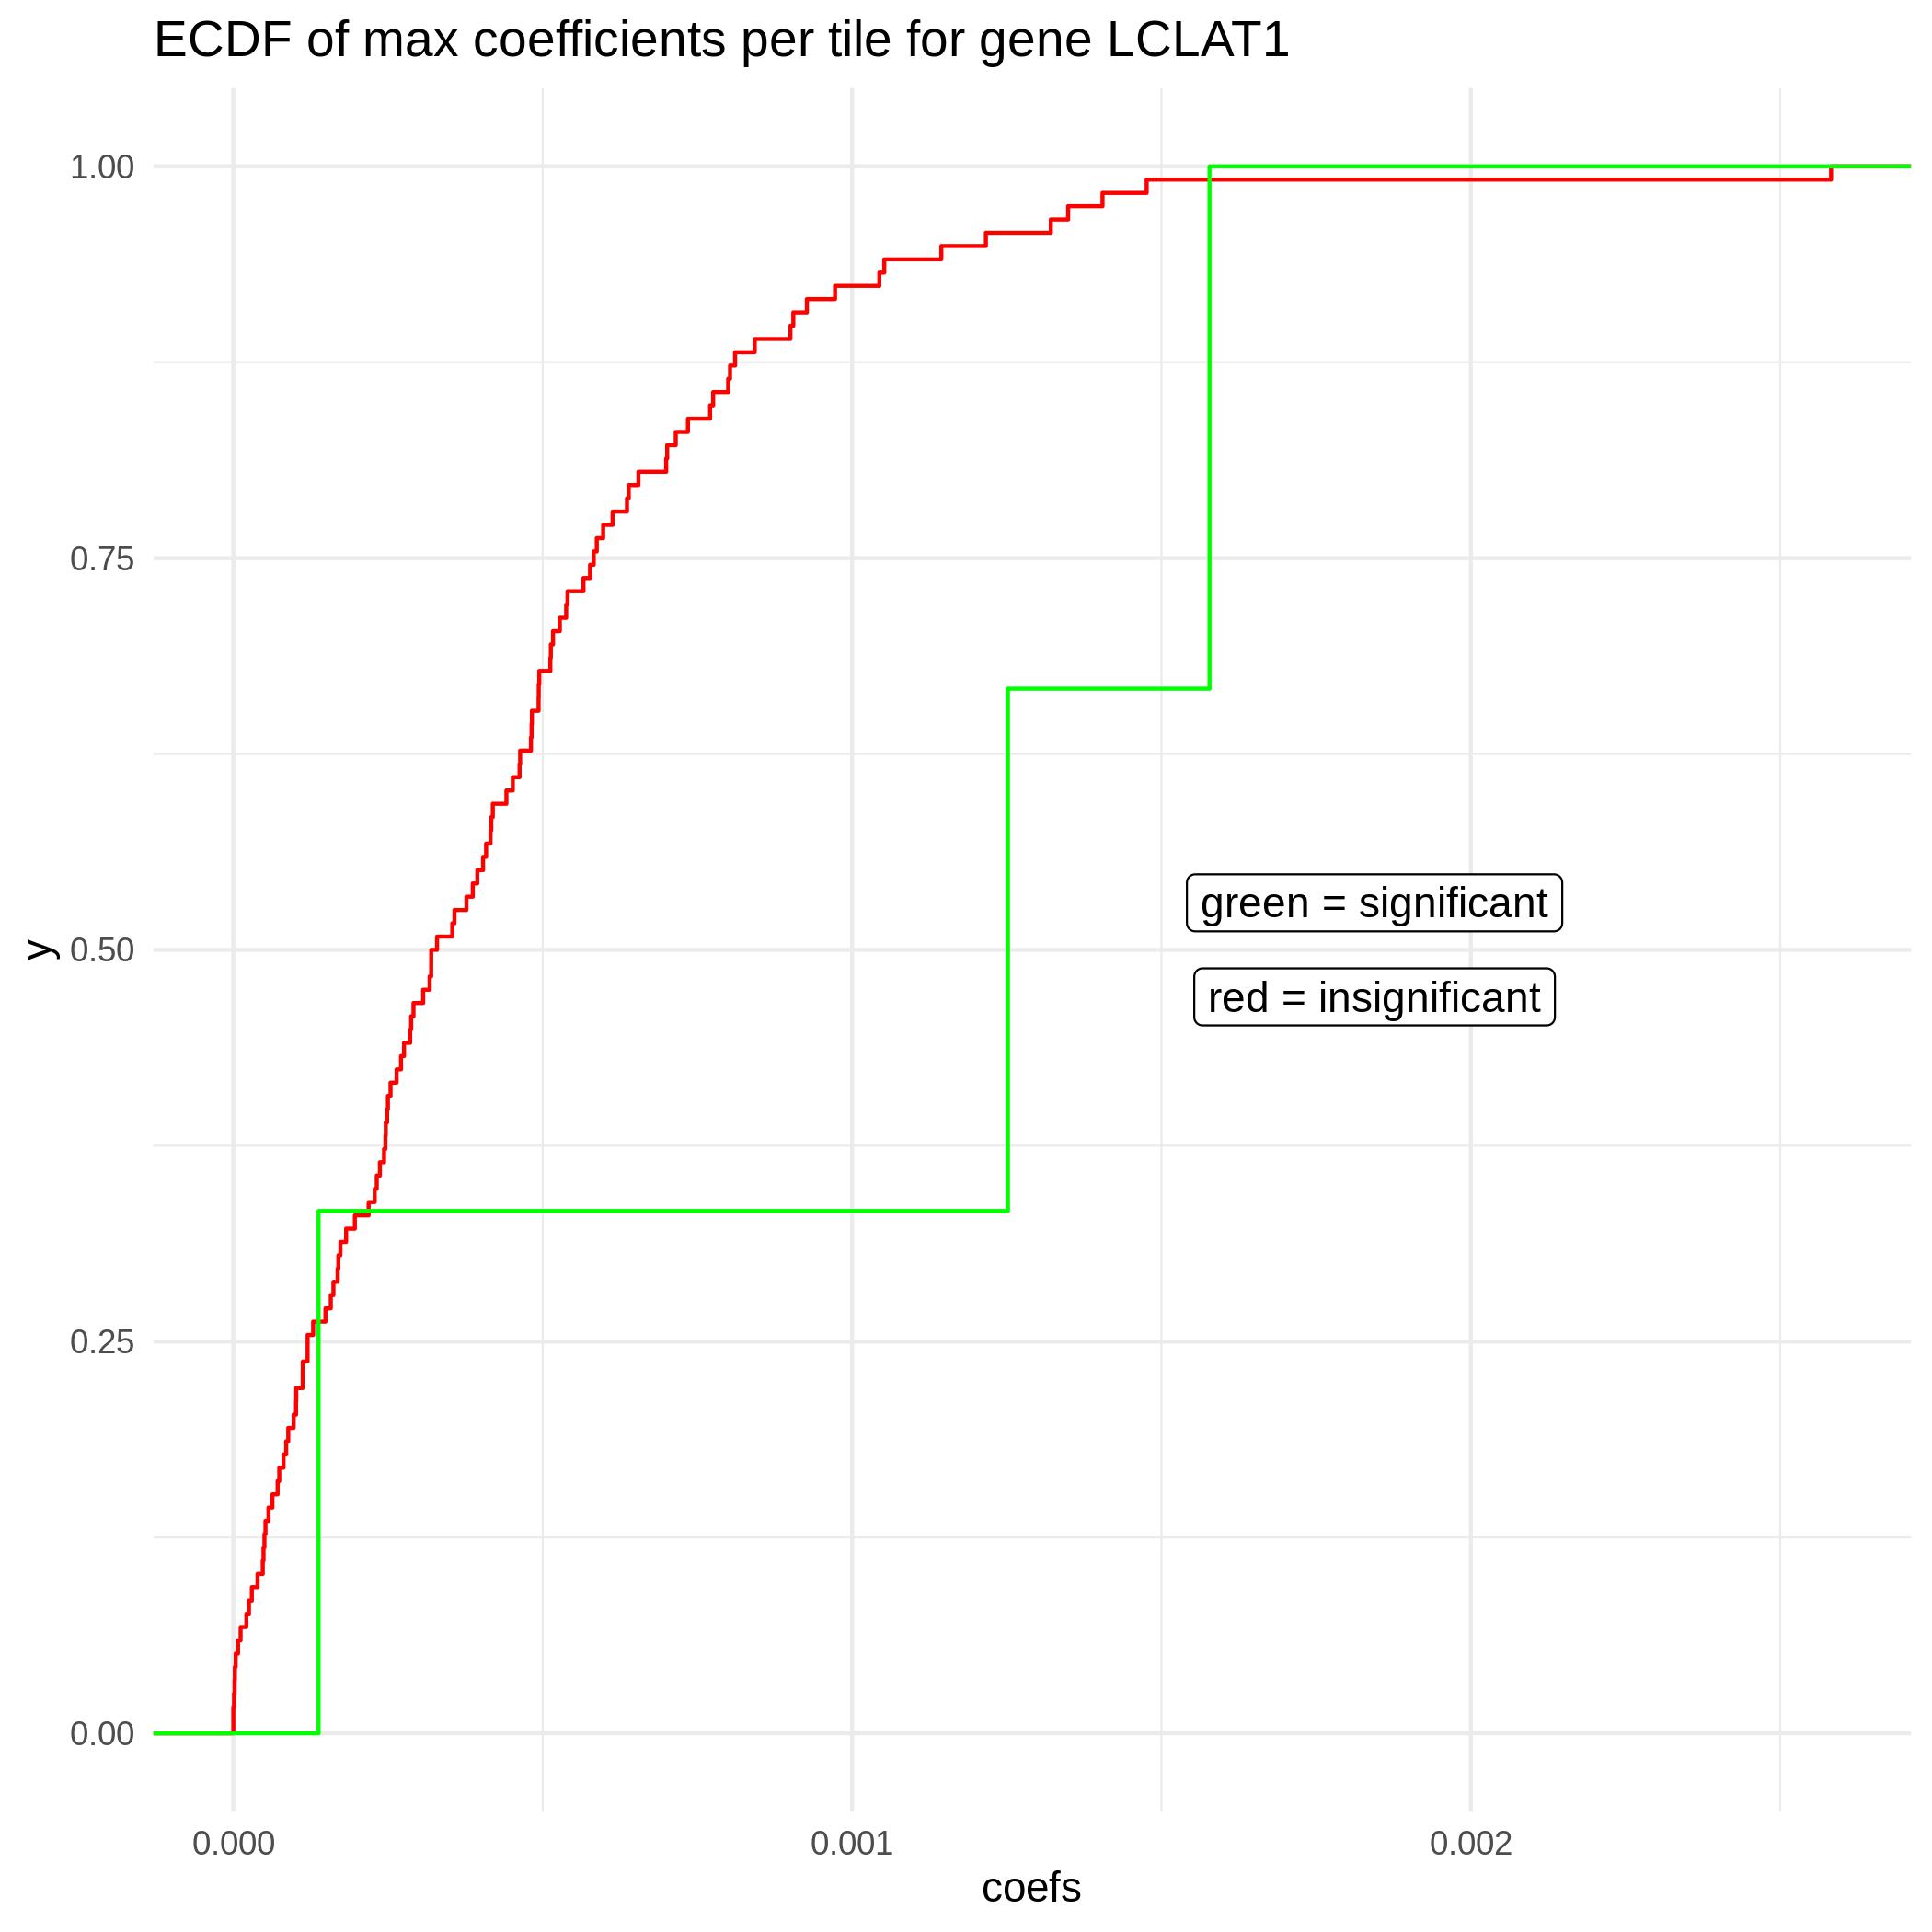 ECDF of max coefficients per tile for gene LCLAT1
1.00
0.75
0.50
0.25
0.00
y
green = significant
red = insignificant
0.000
0.001
0.002
coefs